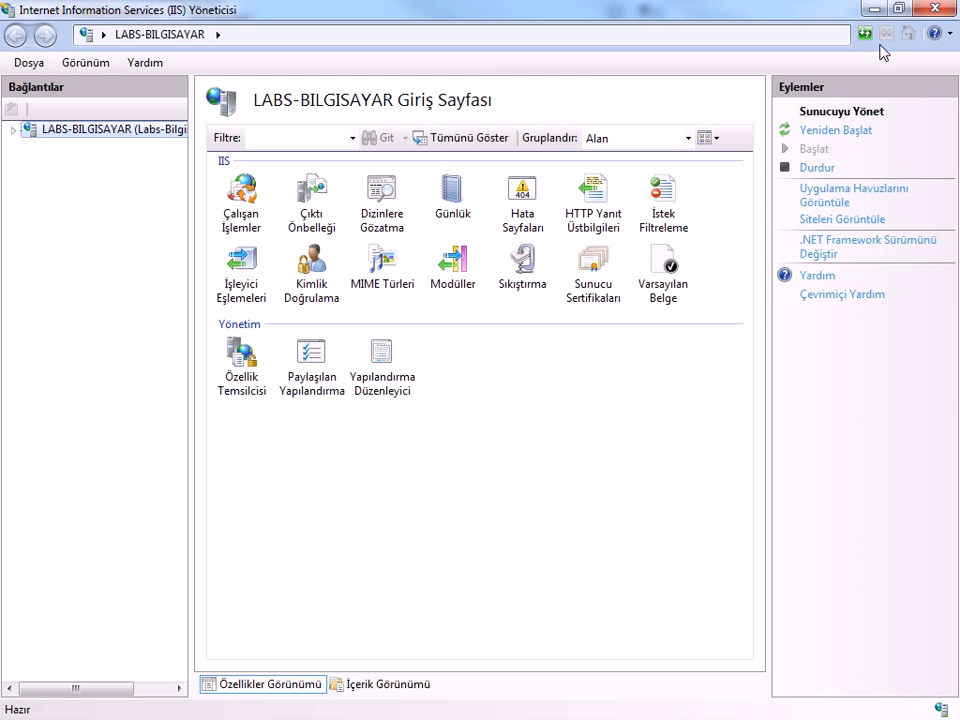 Internet Information Services (IIS) Yöneticisi
LABS-BILGISAYAR
Dosya Görünüm Yardım
Bağlantılar
LABS-BILGISAYAR (Labs-Bilgi
LABS-BILGISAYAR Giriş Sayfası
Filtre: Git Tümünü Göster Gruplandır: Alan
IIS
Çalışan İşlemler
Çıktı Önbelleği
Dizinlere Gözatma
Günlük
404
Hata Sayfaları
HTTP Yanıt Üstbilgileri
İstek Filtreleme
İşleyici Eşlemeleri
Kimlik Doğrulama
MIME Türleri
Modüller
Sıkıştırma
Sunucu Sertifikaları
Varsayılan Belge
Yönetim
Özellik Temsilcisi
Paylaşılan Yapılandırma
Yapılandırma Düzenleyici
Özellikler Görünümü İçerik Görünümü
Eylemler
Sunucuyu Yönet
Yeniden Başlat
Başlat
Durdur
Uygulama Havuzlarını
Görüntüle
Siteleri Görüntüle
.NET Framework Sürümünü
Değiştir
Yardım
Çevrimiçi Yardım
Hazır